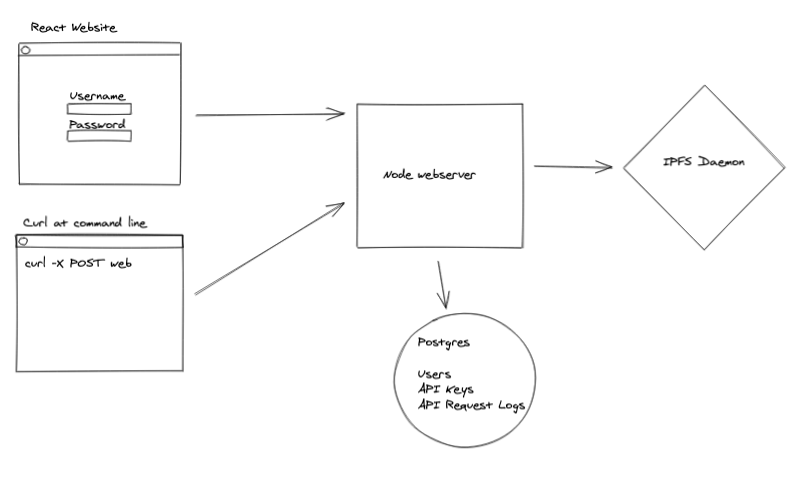 React Website
Username
Password
Curl at command line
curl -X POST web
Node webserver
IPFS Daemon
Postgres
Users
API Keys
API Request Logs